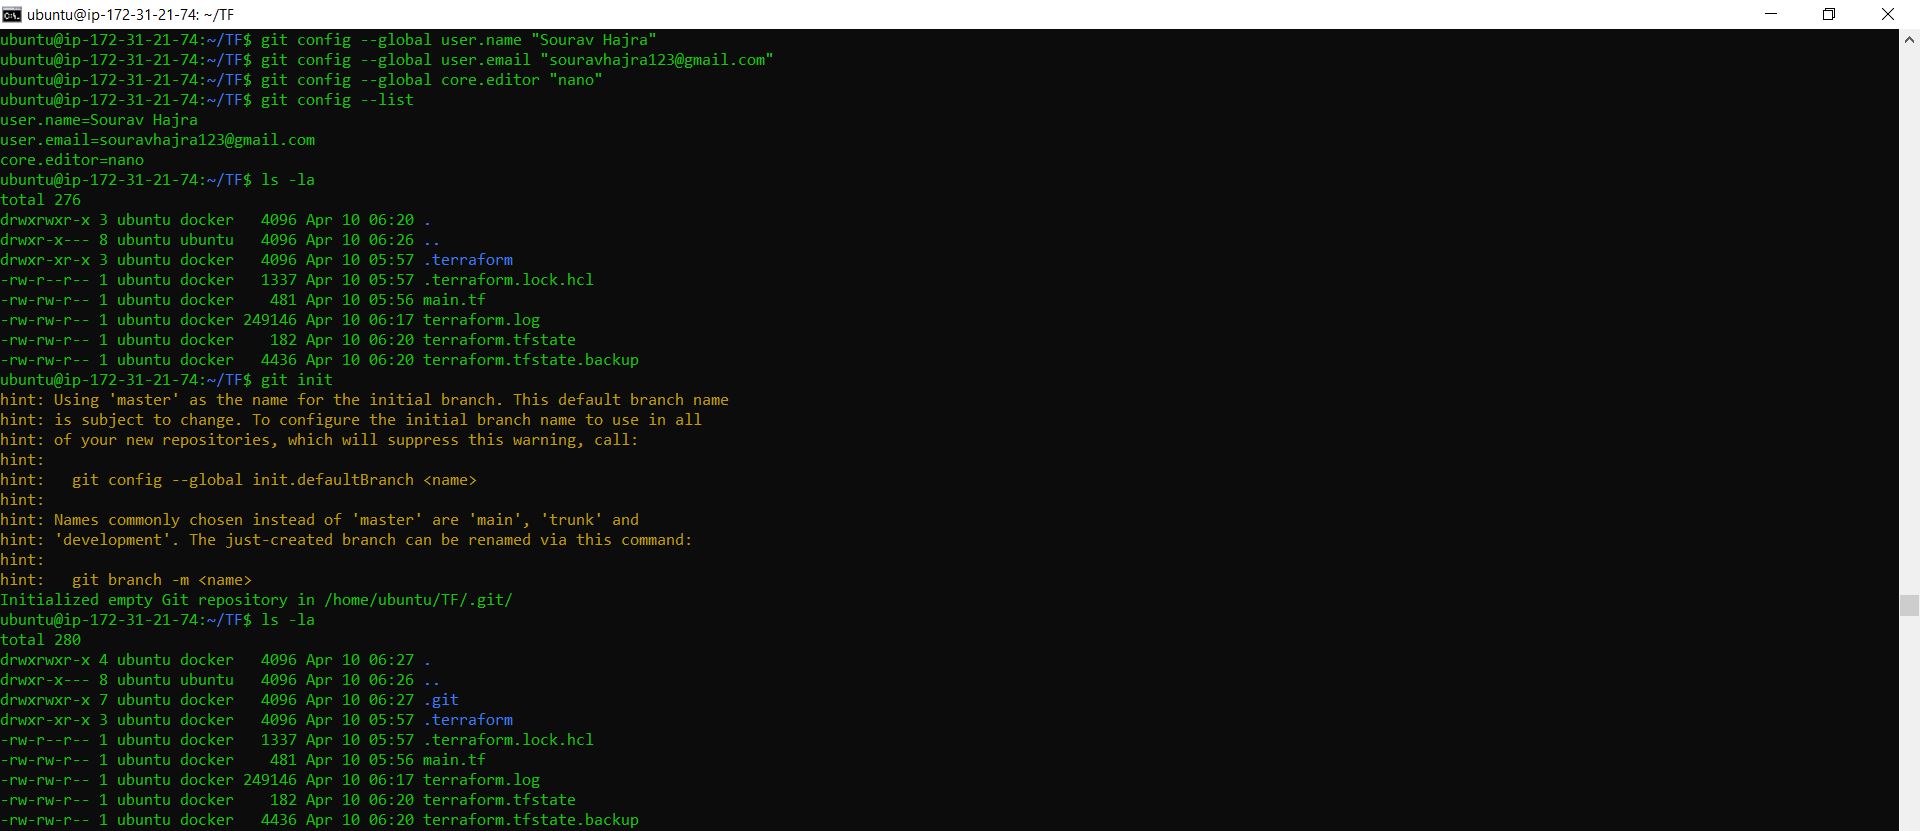 ubuntu@ip-172-31-21-74: ~/TF
ubuntu@ip-172-31-21-74:~/TF$ git config --global user.name "Sourav Hajra"
ubuntu@ip-172-31-21-74:~/TF$ git config --global user.email "souravhajra123@gmail.com"
ubuntu@ip-172-31-21-74:~/TF$ git config --global core.editor "nano"
ubuntu@ip-172-31-21-74:~/TF$ git config --list
user.name=Sourav Hajra
user.email=souravhajra123@gmail.com
core.editor=nano
ubuntu@ip-172-31-21-74:~/TF$ ls -la
total 276
drwxrwxr-x 3 ubuntu docker   4096 Apr 10 06:20 .
drwxr-x--- 8 ubuntu ubuntu   4096 Apr 10 06:26 ..
drwxr-xr-x 3 ubuntu docker   4096 Apr 10 05:57 .terraform
-rw-r--r-- 1 ubuntu docker   1337 Apr 10 05:57 .terraform.lock.hcl
-rw-rw-r-- 1 ubuntu docker    481 Apr 10 05:56 main.tf
-rw-rw-r-- 1 ubuntu docker 249146 Apr 10 06:17 terraform.log
-rw-rw-r-- 1 ubuntu docker    182 Apr 10 06:20 terraform.tfstate
-rw-rw-r-- 1 ubuntu docker   4436 Apr 10 06:20 terraform.tfstate.backup
ubuntu@ip-172-31-21-74:~/TF$ git init
hint: Using 'master' as the name for the initial branch. This default branch name
hint: is subject to change. To configure the initial branch name to use in all
hint: of your new repositories, which will suppress this warning, call:
hint:
hint:   git config --global init.defaultBranch <name>
hint:
hint: Names commonly chosen instead of 'master' are 'main', 'trunk' and
hint: 'development'. The just-created branch can be renamed via this command:
hint:
hint:   git branch -m <name>
Initialized empty Git repository in /home/ubuntu/TF/.git/
ubuntu@ip-172-31-21-74:~/TF$ ls -la
total 280
drwxrwxr-x 4 ubuntu docker   4096 Apr 10 06:27 .
drwxr-x--- 8 ubuntu ubuntu   4096 Apr 10 06:26 ..
drwxrwxr-x 7 ubuntu docker   4096 Apr 10 06:27 .git
drwxr-xr-x 3 ubuntu docker   4096 Apr 10 05:57 .terraform
-rw-r--r-- 1 ubuntu docker   1337 Apr 10 05:57 .terraform.lock.hcl
-rw-rw-r-- 1 ubuntu docker    481 Apr 10 05:56 main.tf
-rw-rw-r-- 1 ubuntu docker 249146 Apr 10 06:17 terraform.log
-rw-rw-r-- 1 ubuntu docker    182 Apr 10 06:20 terraform.tfstate
-rw-rw-r-- 1 ubuntu docker   4436 Apr 10 06:20 terraform.tfstate.backup